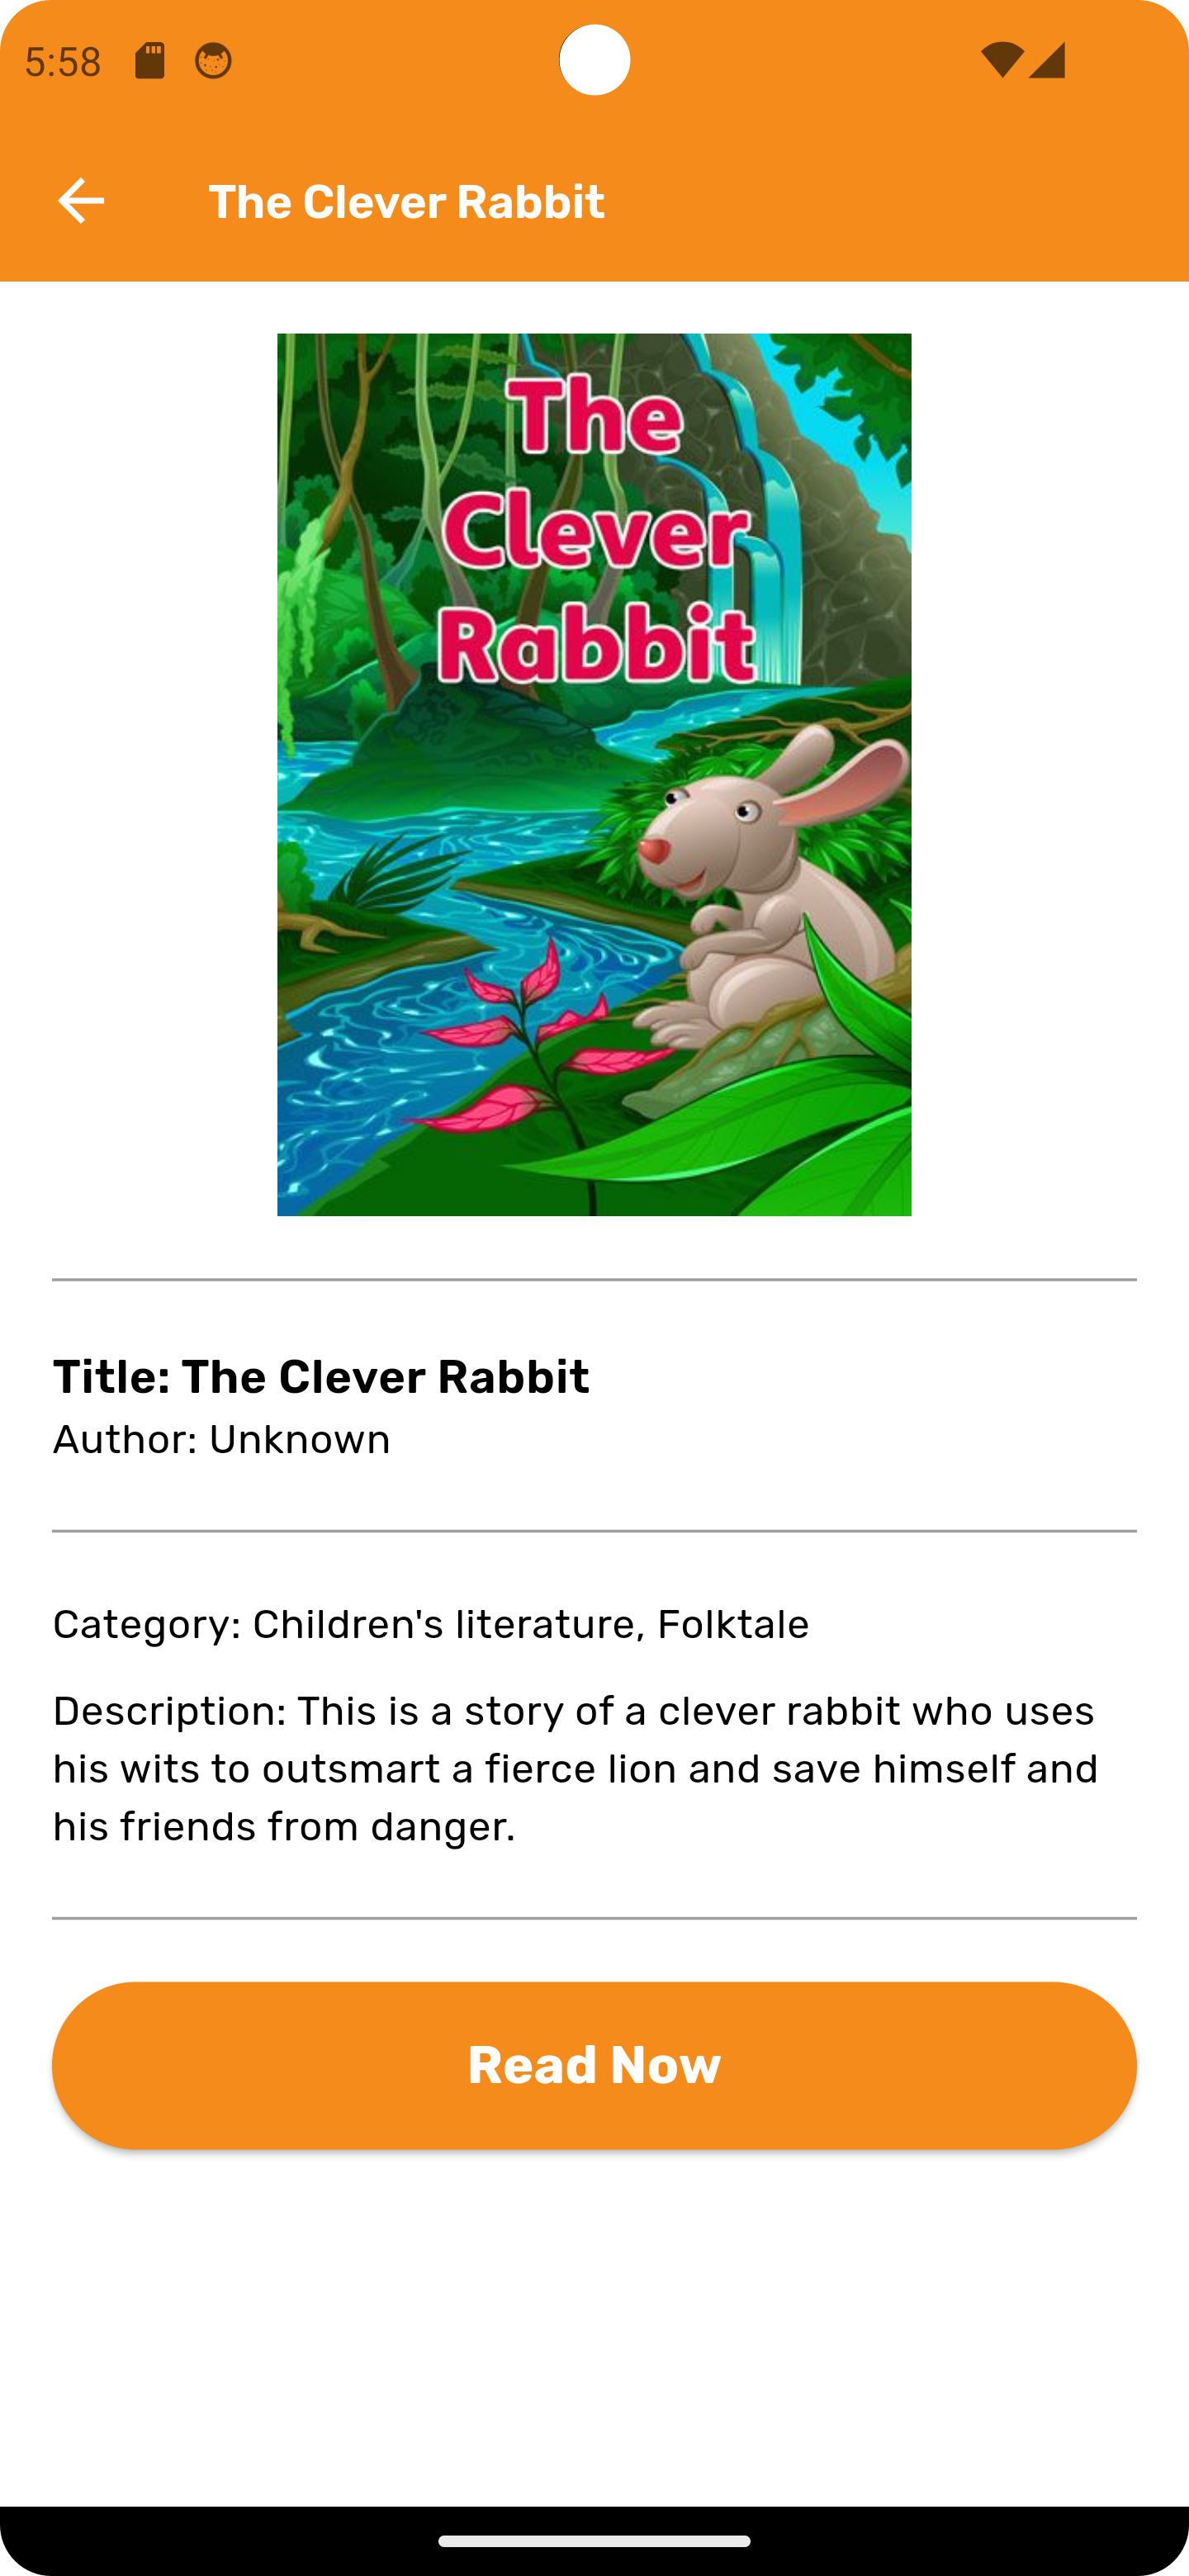 5:58
The Clever Rabbit
The
Clever
Rabbit
Title: The Clever Rabbit
Author: Unknown
Category: Children's literature, Folktale
Description: This is a story of a clever rabbit who uses
his wits to outsmart a fierce lion and save himself and
his friends from danger.
Read Now